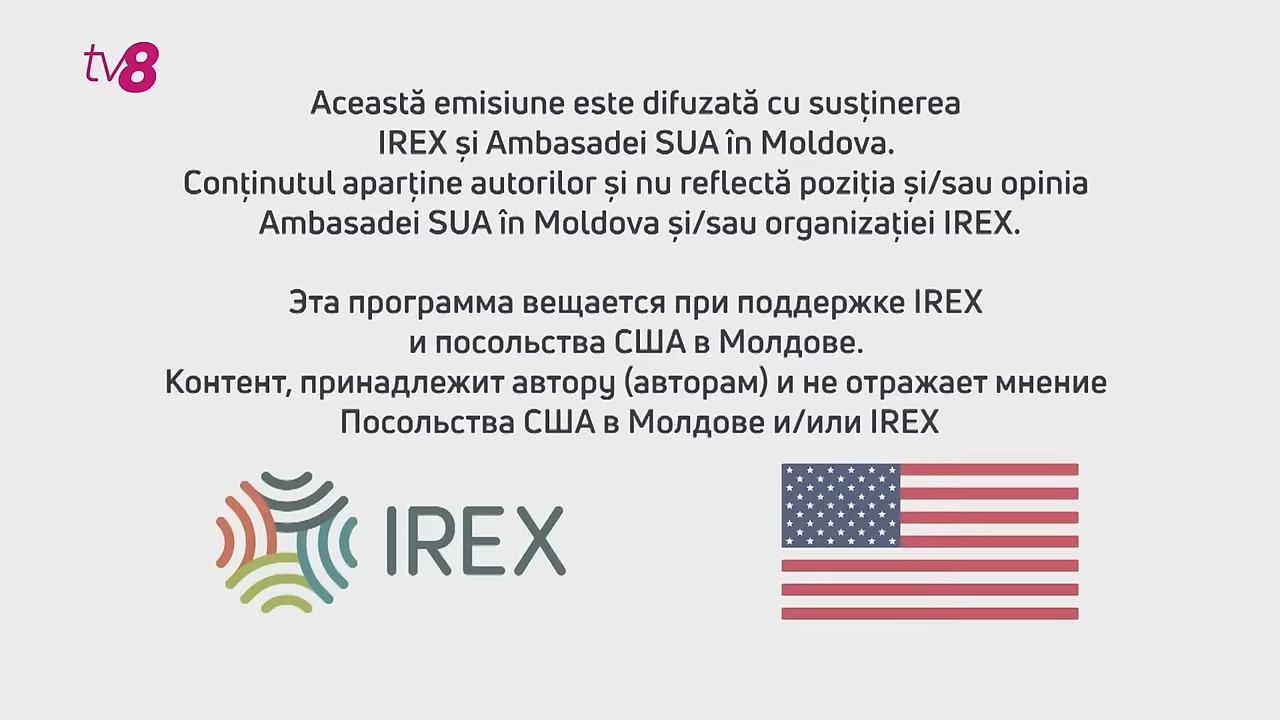 tv8
Această emisiune este difuzată cu susținerea
IREX și Ambasadei SUA în Moldova.
Conținutul aparține autorilor și nu reflectă poziția și/sau opinia
Ambasadei SUA în Moldova și/sau organizației IREX.
Эта программа вещается при поддержке IREX
и посольства США в Молдове.
Контент, принадлежит автору (авторам) и не отражает мнение
Посольства США в Молдове и/или IREX
IREX